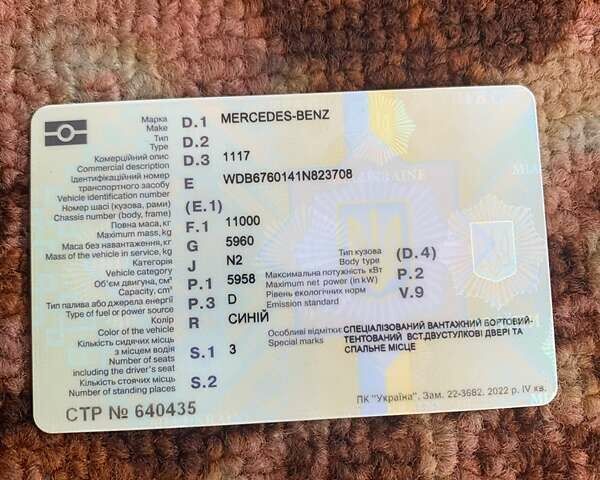 Марка D.1 MERCEDES-BENZ
Make
Тип D.2
Type
Комерційний опис D.3 1117
Commercial description
Ідентифікаційний номер
транспортного засобу E WDB6760141N823708
Vehicle identification number
Номер шасі (кузова, рами) (E.1)
Chassis number (body, frame)
Повна маса, кг F.1 11000
Maximum mass, kg
Маса без навантаження, кг G 5960
Mass of the vehicle in service, kg
Категорія J N2
Vehicle category
Об'єм двигуна, см³ P.1 5958
Capacity, cm³
Тип палива або джерела енергії P.3 D
Type of fuel or power source
Колір R СИНІЙ
Color of the vehicle
Кількість сидячих місць
з місцем водія S.1 3
Number of seats
including the driver's seat
Кількість стоячих місць S.2
Number of standing places
СТР № 640435
Тип кузова (D.4)
Body type
Максимальна потужність кВт P.2
Maximum net power (in kW)
Рівень екологічних норм V.9
Emission standard
Особливі відмітки СПЕЦІАЛІЗОВАНИЙ ВАНТАЖНИЙ БОРТОВИЙ-
Special marks ТЕНТОВАНИЙ ВСТ.ДВУСТУЛКОВІ ДВЕРІ ТА
СПАЛЬНЕ МІСЦЕ
ПК "Україна". Зам. 22-3682. 2022 р. IV кв.
UKRAINE